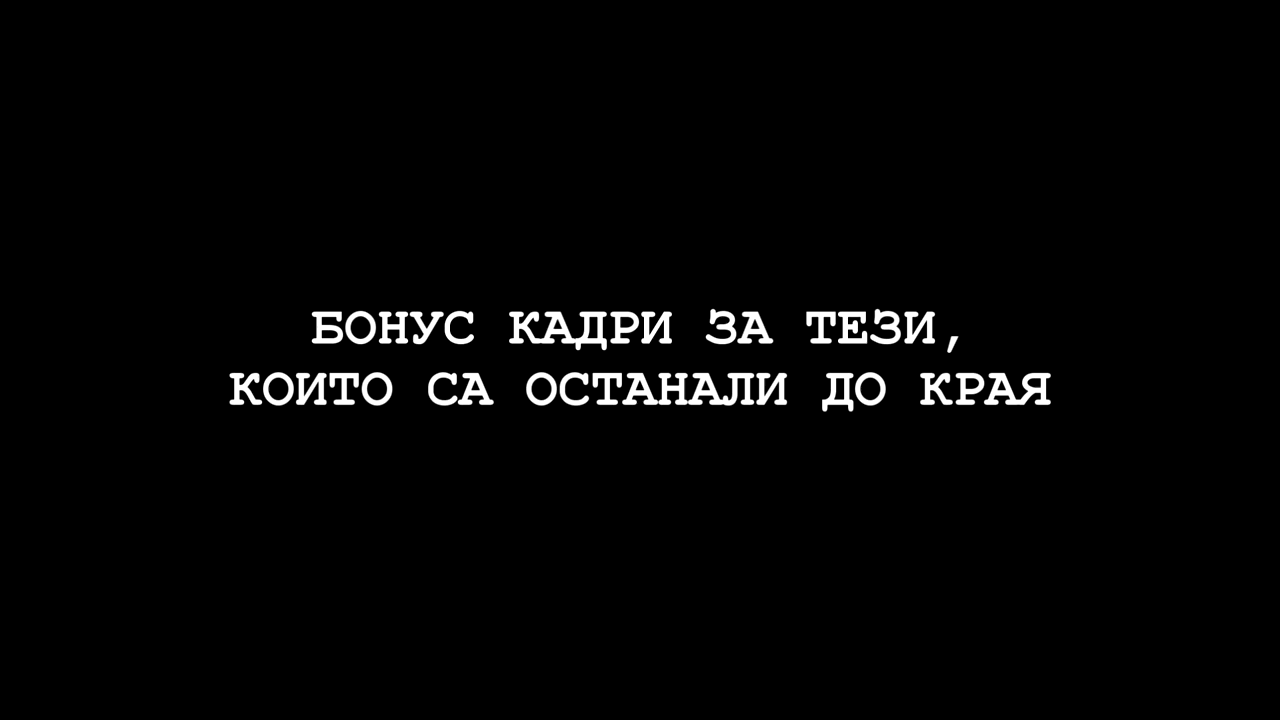 БОНУС КАДРИ ЗА ТЕЗИ,
КОИТО СА ОСТАНАЛИ ДО КРАЯ